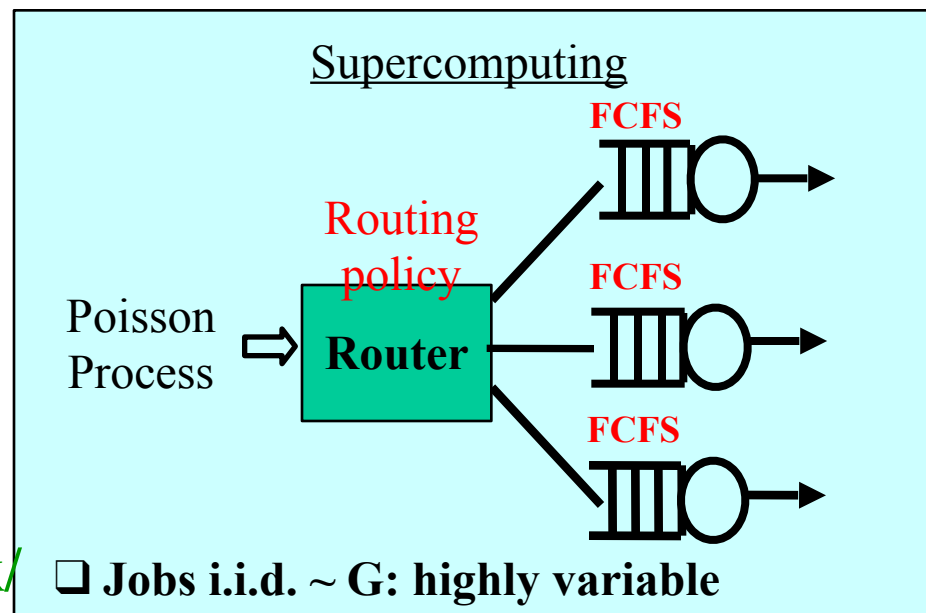 Supercomputing
FCFS
Routing
policy
Poisson
Process
Router
FCFS
FCFS
❑ Jobs i.i.d. ~ G: highly variable